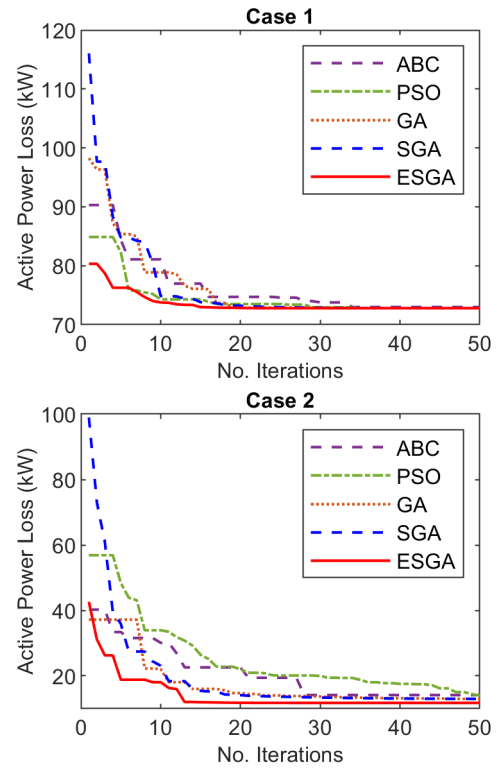 Case 1
Active Power Loss (kW)
120
110
100
90
80
70
ABC
PSO
GA
SGA
ESGA
0
10
20
30
40
50
No. Iterations
Case 2
Active Power Loss (kW)
100
80
60
40
20
ABC
PSO
GA
SGA
ESGA
0
10
20
30
40
50
No. Iterations